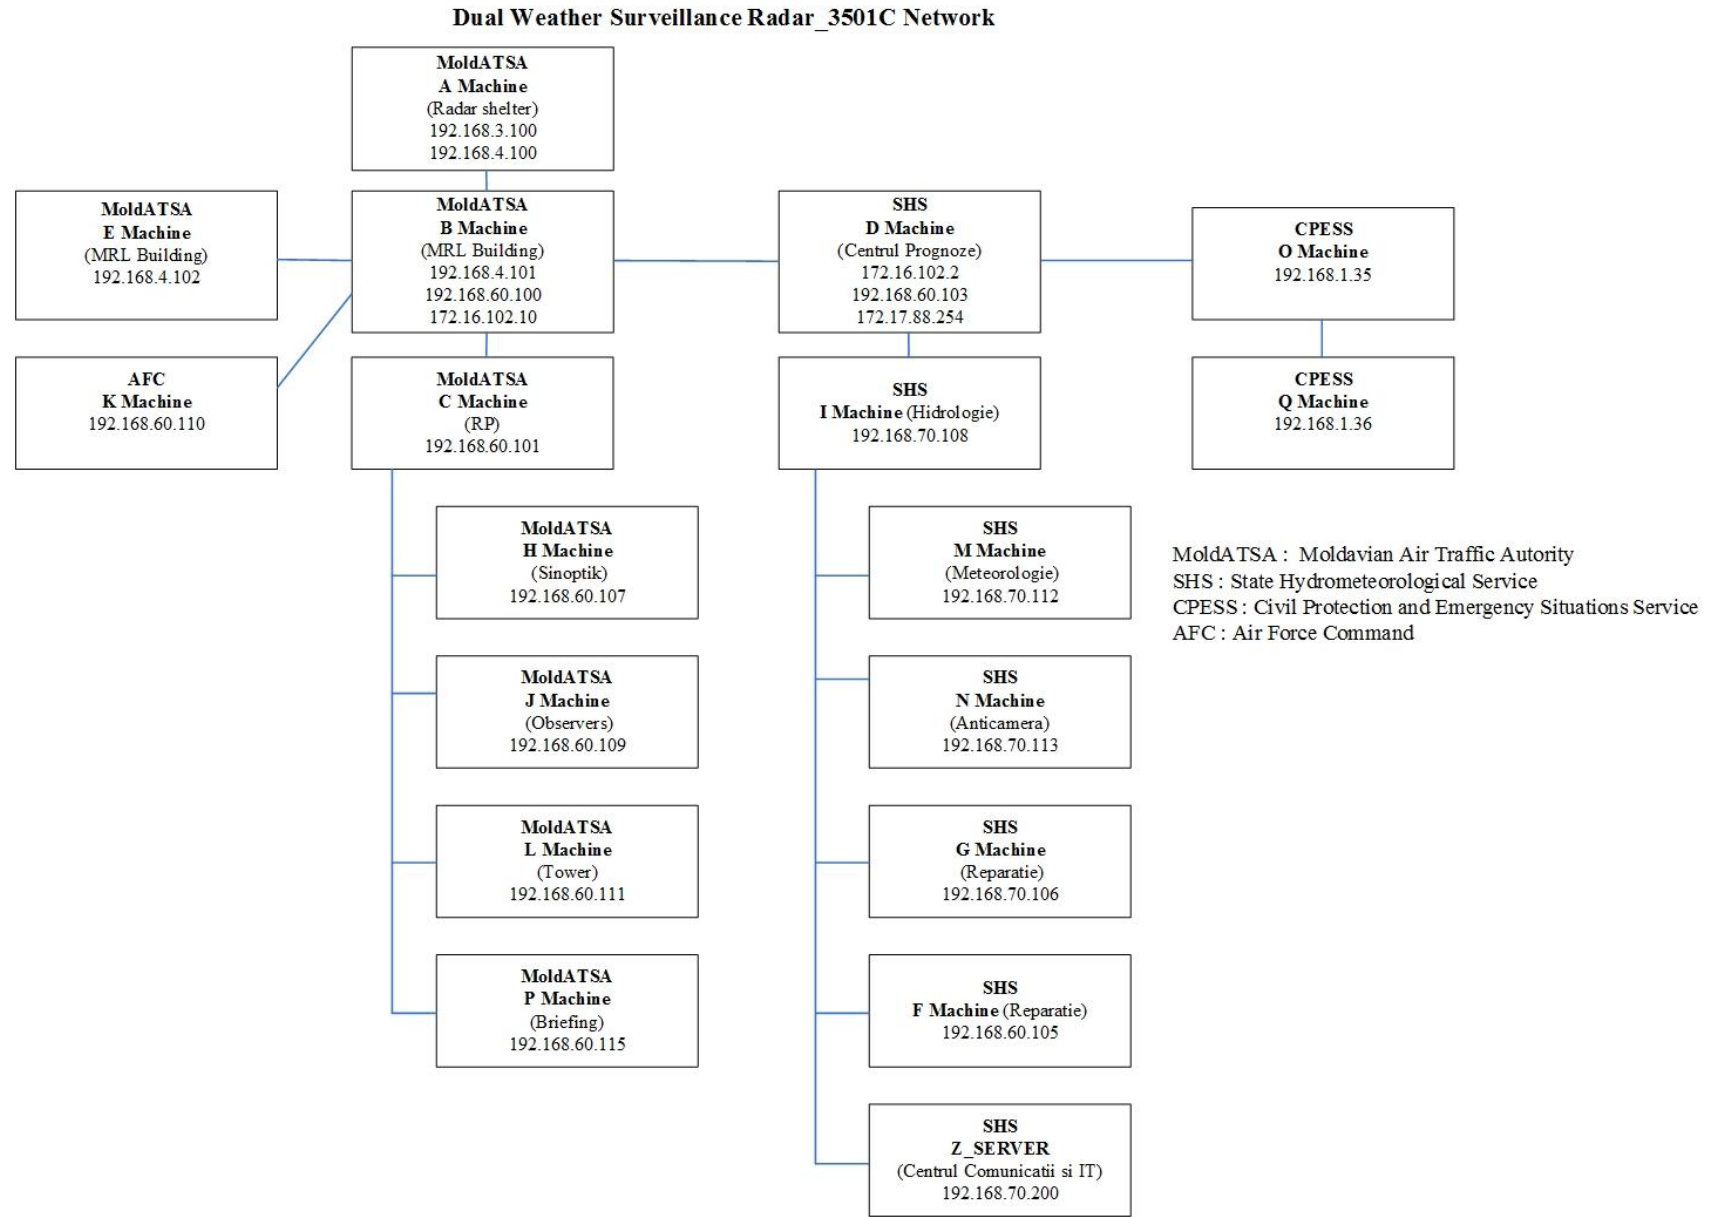 Dual Weather Surveillance Radar_3501C Network
MoldATSA
A Machine
(Radar shelter)
192.168.3.100
192.168.4.100
MoldATSA
E Machine
(MRL Building)
192.168.4.102
MoldATSA
B Machine
(MRL Building)
192.168.4.101
192.168.60.100
172.16.102.10
SHS
D Machine
(Centrul Prognoze)
172.16.102.2
192.168.60.103
172.17.88.254
CPESS
O Machine
192.168.1.35
AFC
K Machine
192.168.60.110
MoldATSA
C Machine
(RP)
192.168.60.101
SHS
I Machine (Hidrologie)
192.168.70.108
CPESS
Q Machine
192.168.1.36
MoldATSA
H Machine
(Sinoptik)
192.168.60.107
MoldATSA
J Machine
(Observers)
192.168.60.109
MoldATSA
L Machine
(Tower)
192.168.60.111
MoldATSA
P Machine
(Briefing)
192.168.60.115
SHS
M Machine
(Meteorologie)
192.168.70.112
SHS
N Machine
(Anticamera)
192.168.70.113
SHS
G Machine
(Reparatie)
192.168.70.106
SHS
F Machine (Reparatie)
192.168.60.105
SHS
Z_SERVER
(Centrul Comunicatii si IT)
192.168.70.200
MoldATSA :  Moldavian Air Traffic Autority
SHS : State Hydrometeorological Service
CPESS : Civil Protection and Emergency Situations Service
AFC : Air Force Command